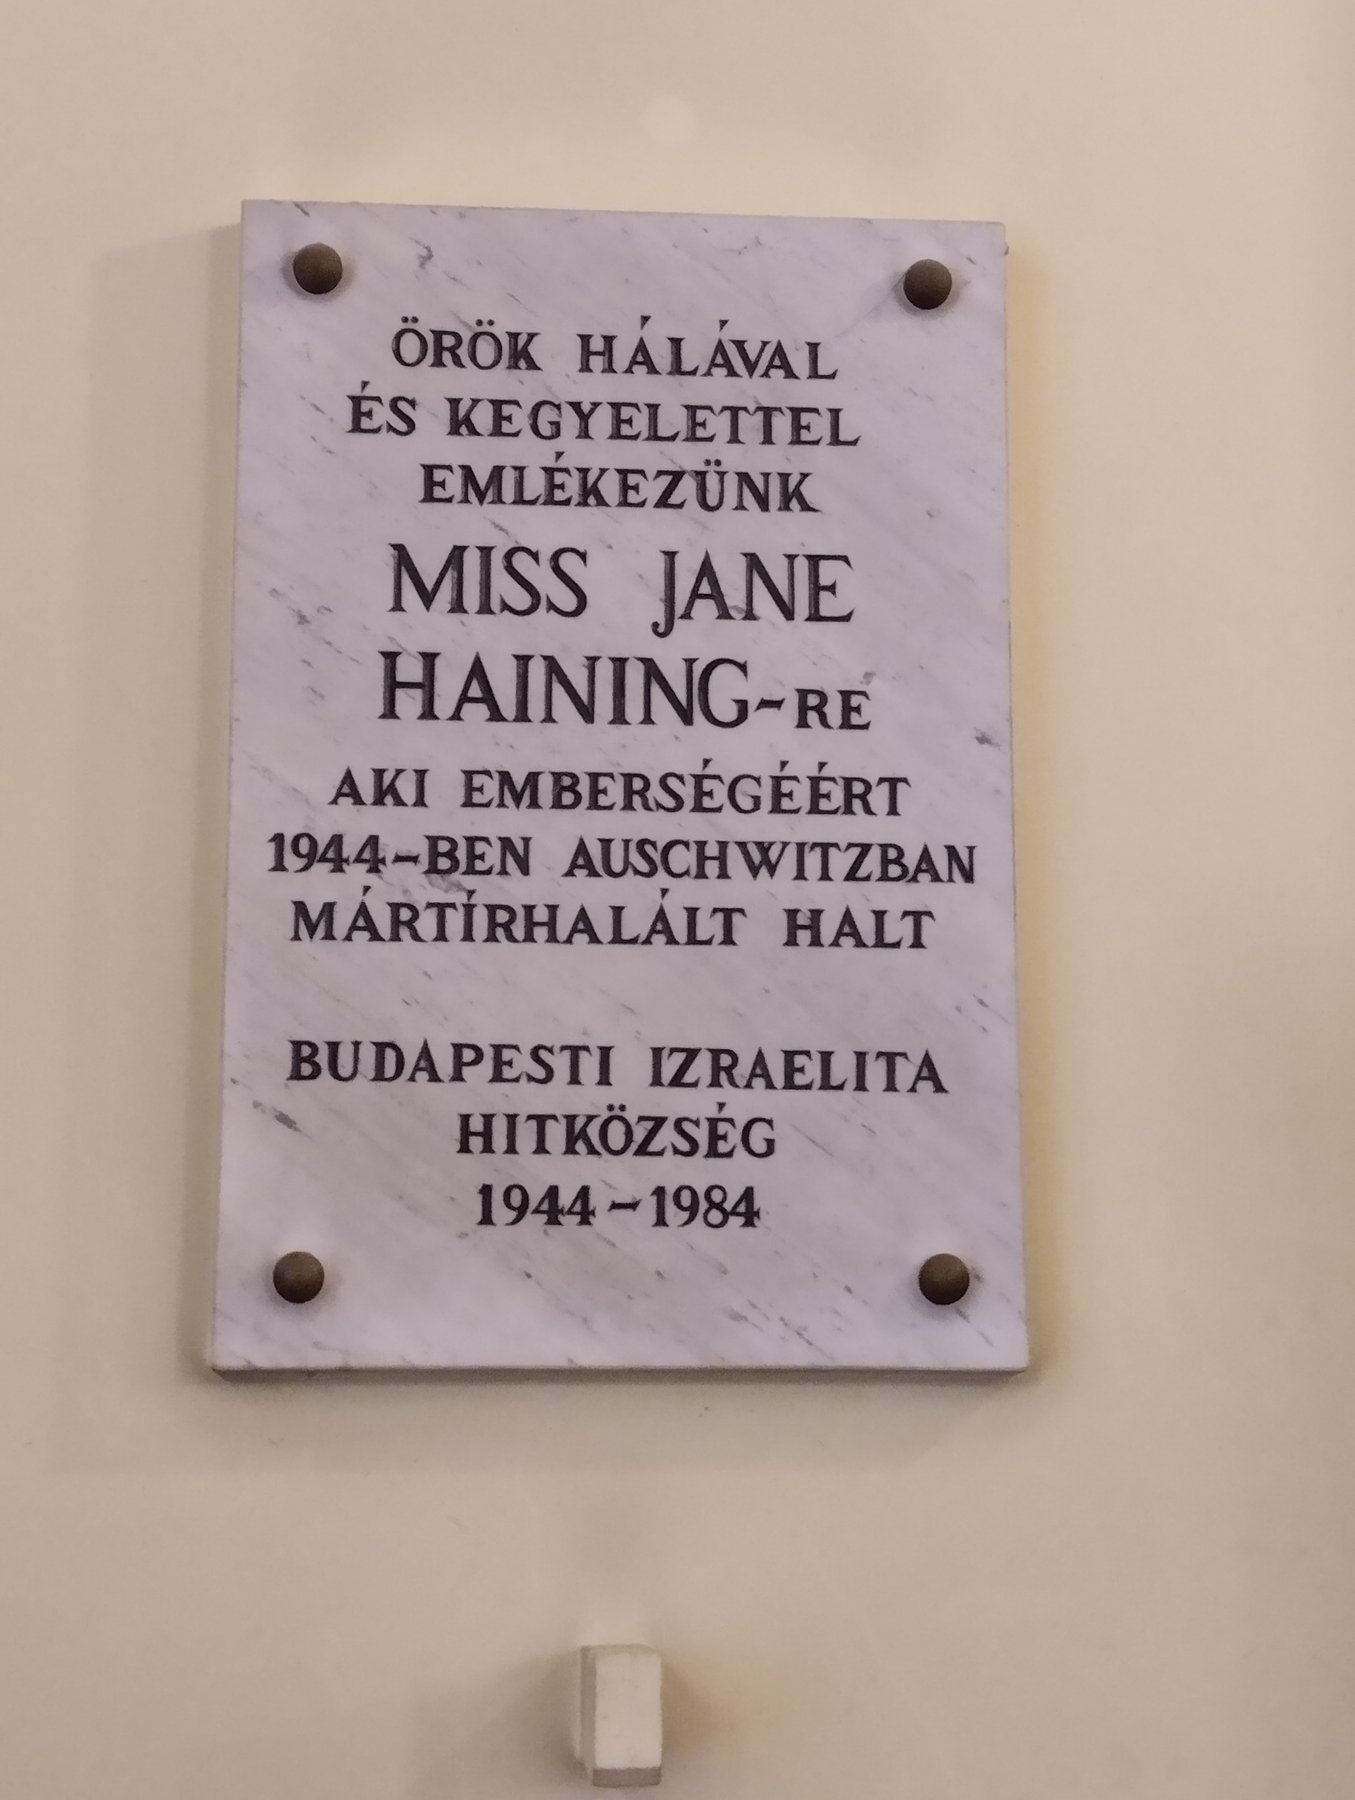 ÖRÖK HÁLÁVAL
ÉS KEGYELETTEL
EMLÉKEZÜNK
MISS JANE
HAINING-RE
AKI EMBERSÉGÉÉRT
1944-BEN AUSCHWITZBAN
MÁRTÍRHALÁLT HALT
BUDAPESTI IZRAELITA
HITKÖZSÉG
1944-1984